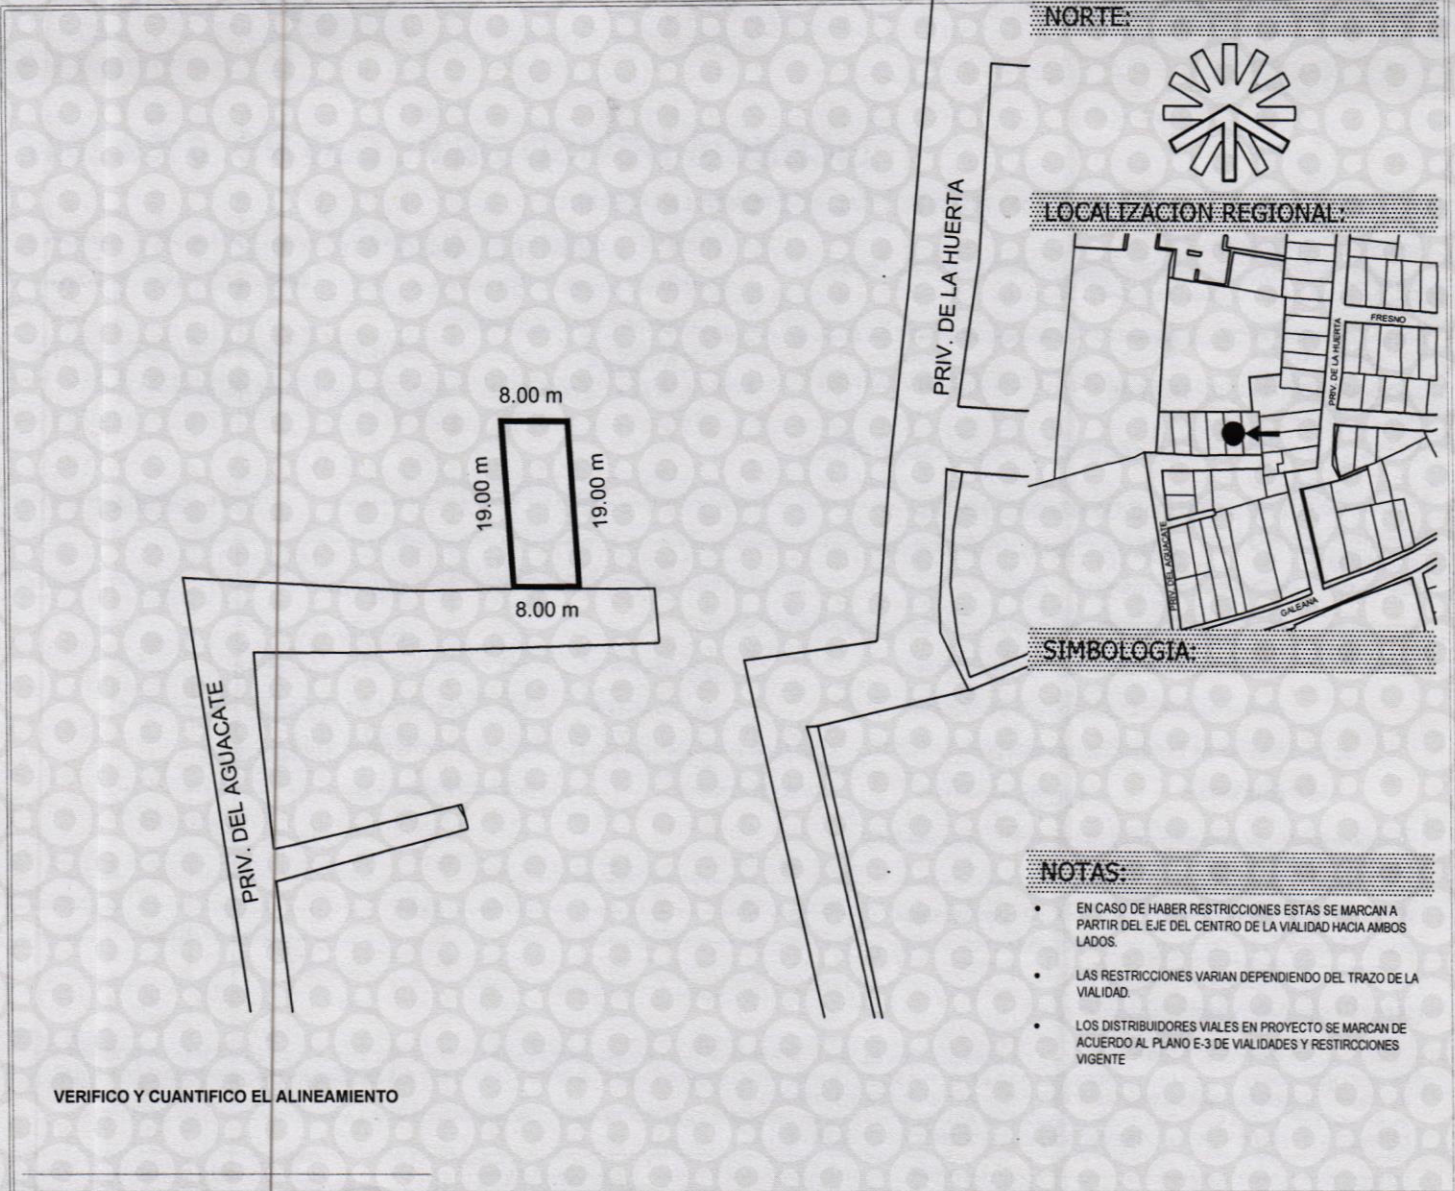 NORTE:
LOCALIZACION REGIONAL:
FRESNO
PRIV. DE LA HUERTA
PRIV. DEL AGUACATE
GALEANA
PRIV. DE LA HUERTA
8.00 m
19.00 m
19.00 m
8.00 m
PRIV. DEL AGUACATE
SIMBOLOGIA:
NOTAS:
• EN CASO DE HABER RESTRICCIONES ESTAS SE MARCAN A
PARTIR DEL EJE DEL CENTRO DE LA VIALIDAD HACIA AMBOS
LADOS.
• LAS RESTRICCIONES VARIAN DEPENDIENDO DEL TRAZO DE LA
VIALIDAD.
• LOS DISTRIBUIDORES VIALES EN PROYECTO SE MARCAN DE
ACUERDO AL PLANO E-3 DE VIALIDADES Y RESTIRCCIONES
VIGENTE
VERIFICO Y CUANTIFICO EL ALINEAMIENTO